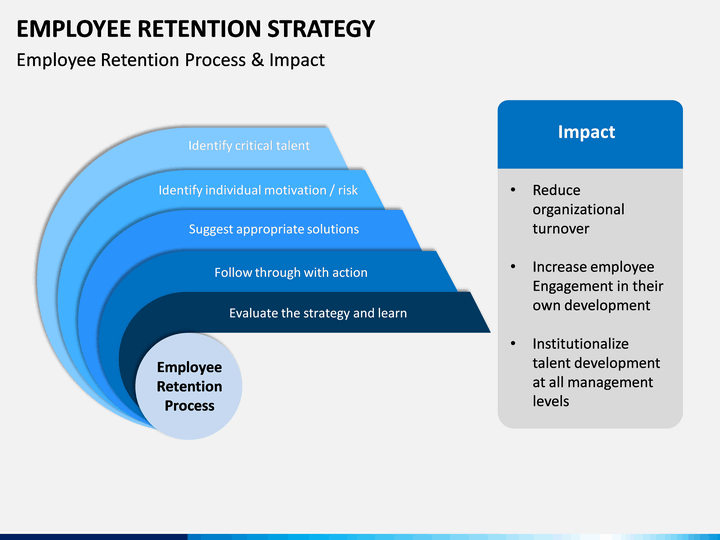 EMPLOYEE RETENTION STRATEGY
Employee Retention Process & Impact
Identify critical talent
Identify individual motivation / risk
Suggest appropriate solutions
Follow through with action
Evaluate the strategy and learn
Employee
Retention
Process
Impact
• Reduce
organizational
turnover
• Increase employee
Engagement in their
own development
• Institutionalize
talent development
at all management
levels